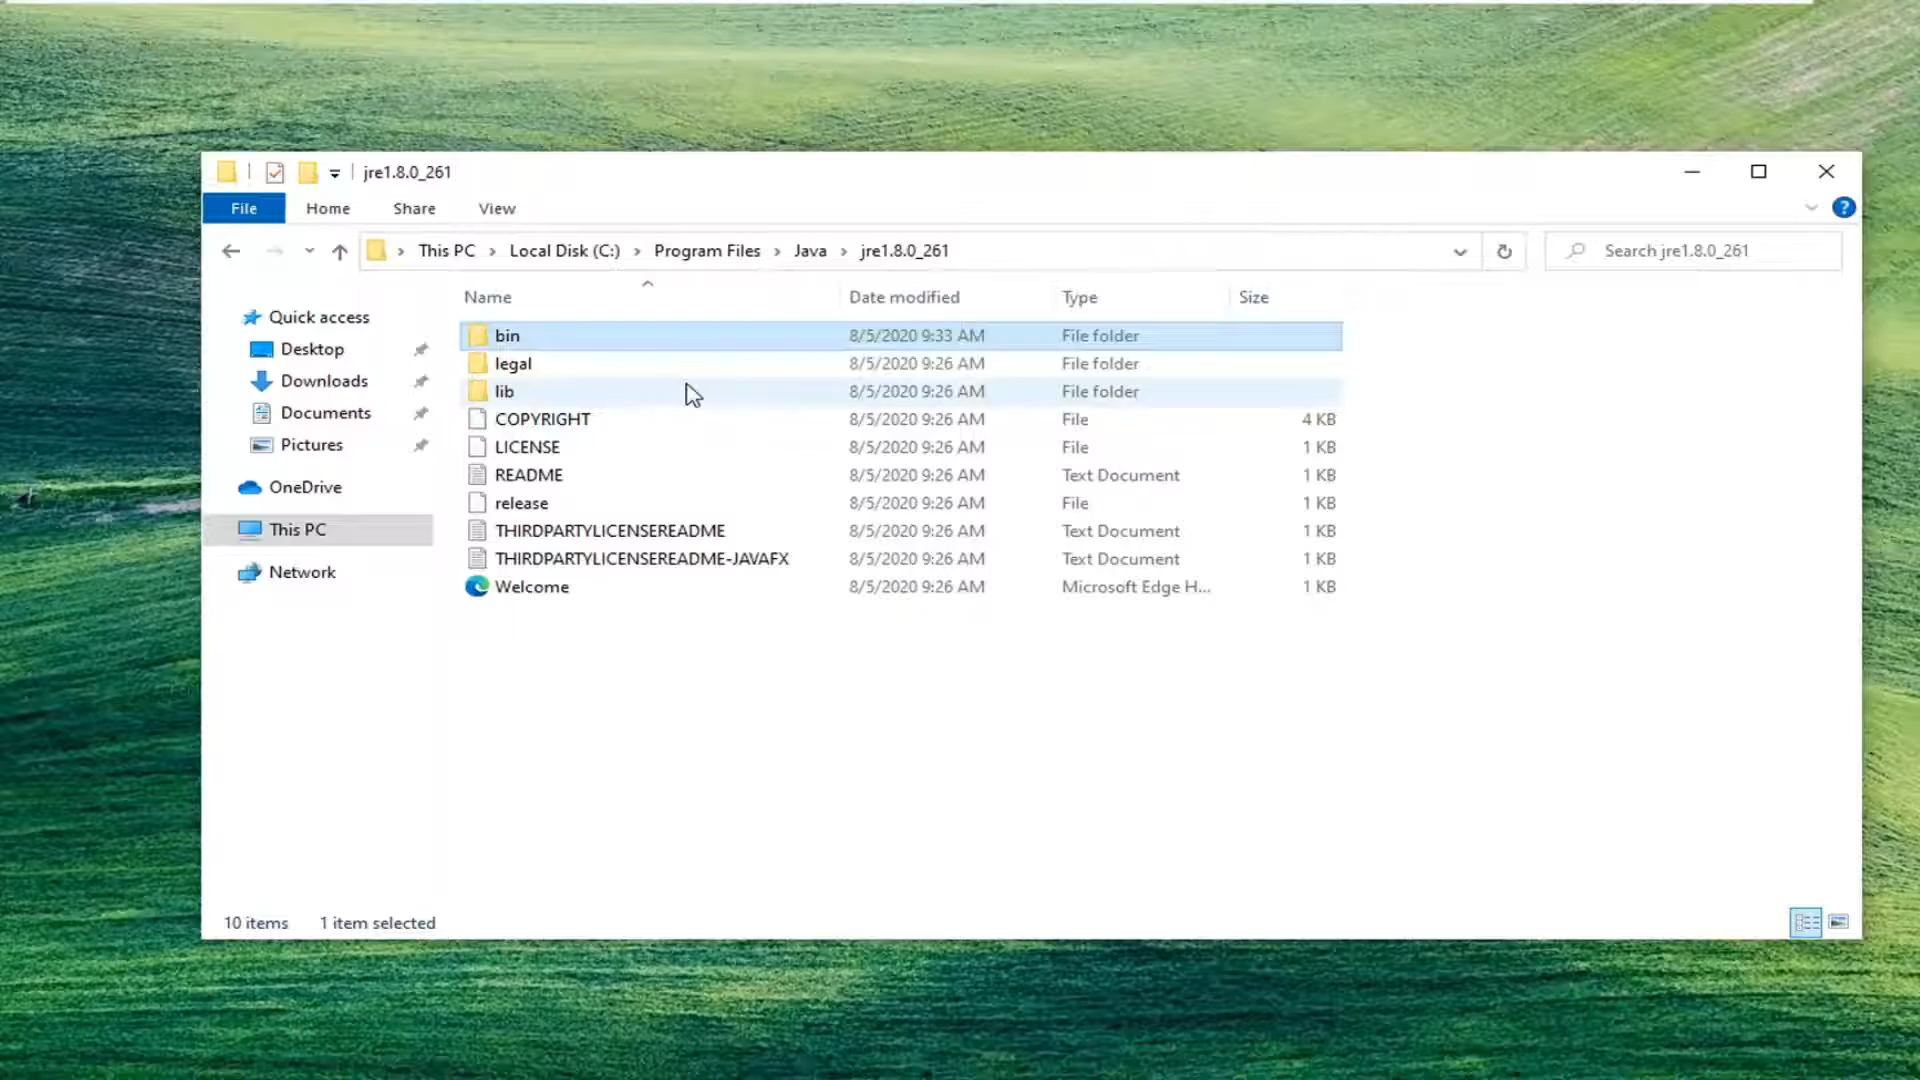 jre1.8.0_261
File Home Share View
This PC Local Disk (C:) Program Files Java jre1.8.0_261 Search jre1.8.0_261
Name Date modified Type Size
Quick access
Desktop
Downloads
Documents
Pictures
OneDrive
This PC
Network
bin 8/5/2020 9:33 AM File folder
legal 8/5/2020 9:26 AM File folder
lib 8/5/2020 9:26 AM File folder
COPYRIGHT 8/5/2020 9:26 AM File 4 KB
LICENSE 8/5/2020 9:26 AM File 1 KB
README 8/5/2020 9:26 AM Text Document 1 KB
release 8/5/2020 9:26 AM File 1 KB
THIRDPARTYLICENSEREADME 8/5/2020 9:26 AM Text Document 1 KB
THIRDPARTYLICENSEREADME-JAVAFX 8/5/2020 9:26 AM Text Document 1 KB
Welcome 8/5/2020 9:26 AM Microsoft Edge H... 1 KB
10 items 1 item selected